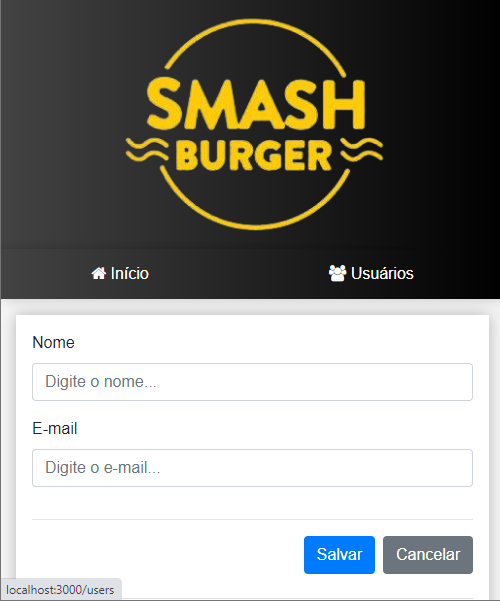 SMASH
BURGER
Início
Usuários
Nome
Digite o nome...
E-mail
Digite o e-mail...
Salvar
Cancelar
localhost:3000/users